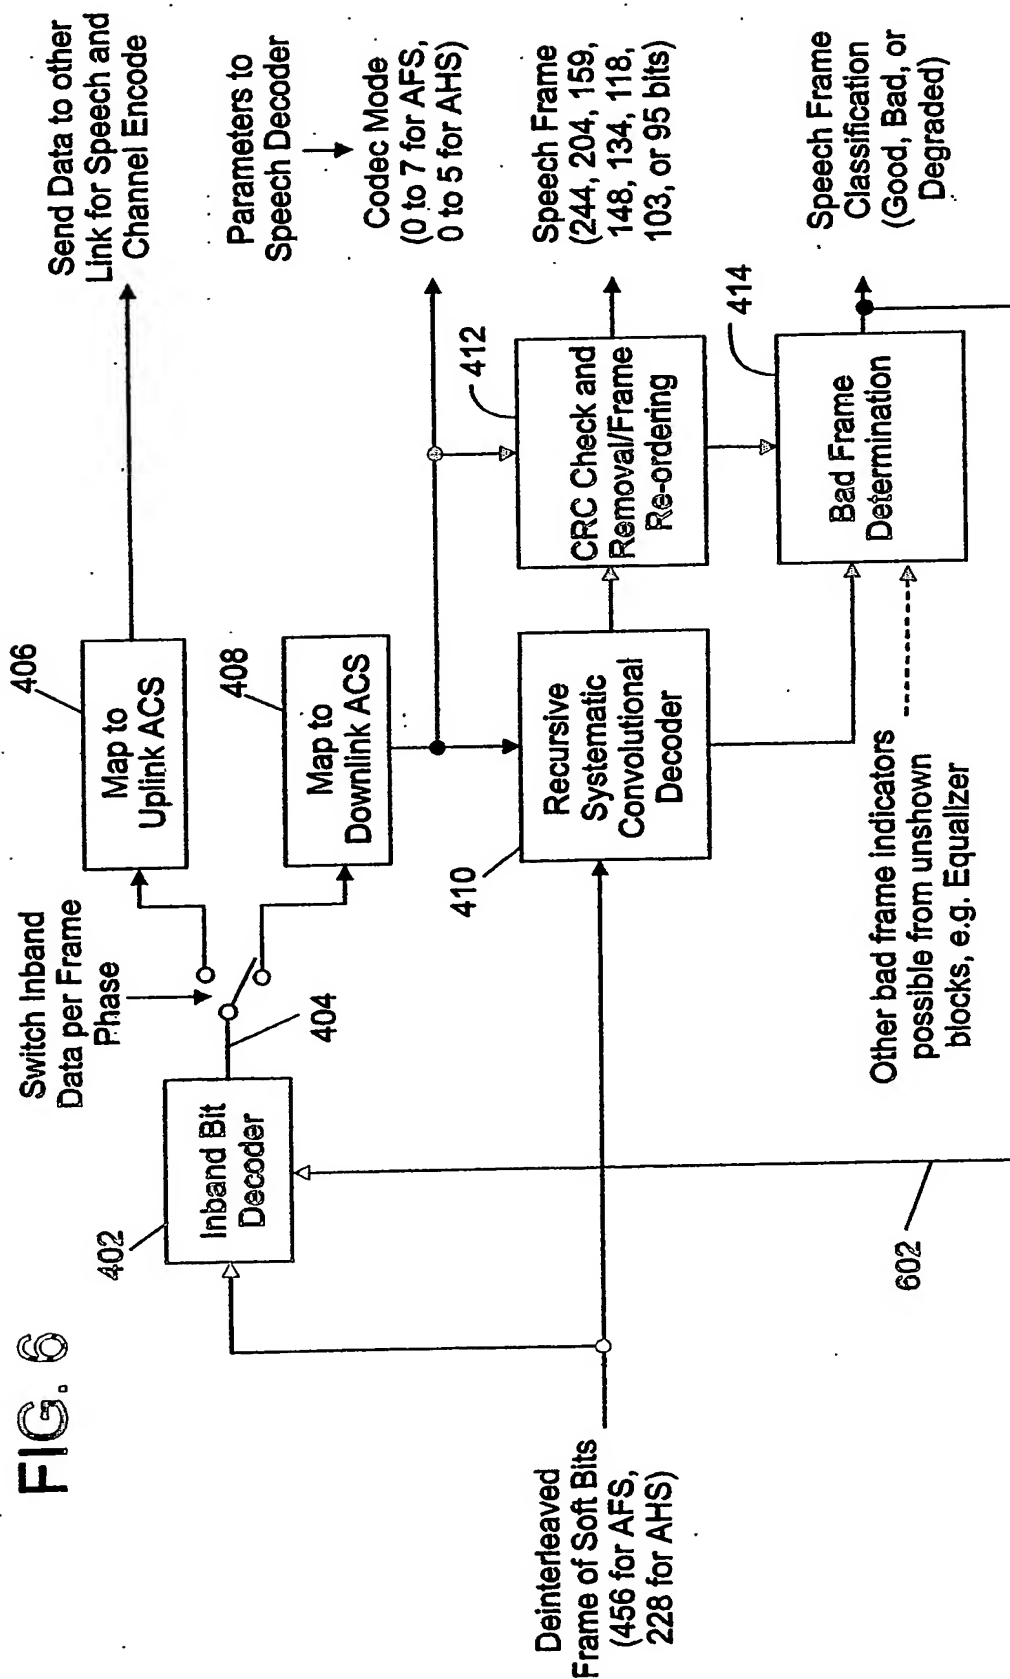 FIG. 6
Deinterleaved
Frame of Soft Bits
(456 for AFS,
228 for AHS)
402
Inband Bit
Decoder
Switch Inband
Data per Frame
Phase
404
406
Map to
Uplink ACS
Send Data to other
Link for Speech and
Channel Encode
408
Map to
Downlink ACS
Parameters to
Speech Decoder
Codec Mode
(0 to 7 for AFS,
0 to 5 for AHS)
410
Recursive
Systematic
Convolutional
Decoder
412
CRC Check and
Removal/Frame
Re-ordering
Speech Frame
(244, 204, 159,
148, 134, 118,
103, or 95 bits)
414
Bad Frame
Determination
Speech Frame
Classification
(Good, Bad, or
Degraded)
Other bad frame indicators
possible from unshown
blocks, e.g. Equalizer
602